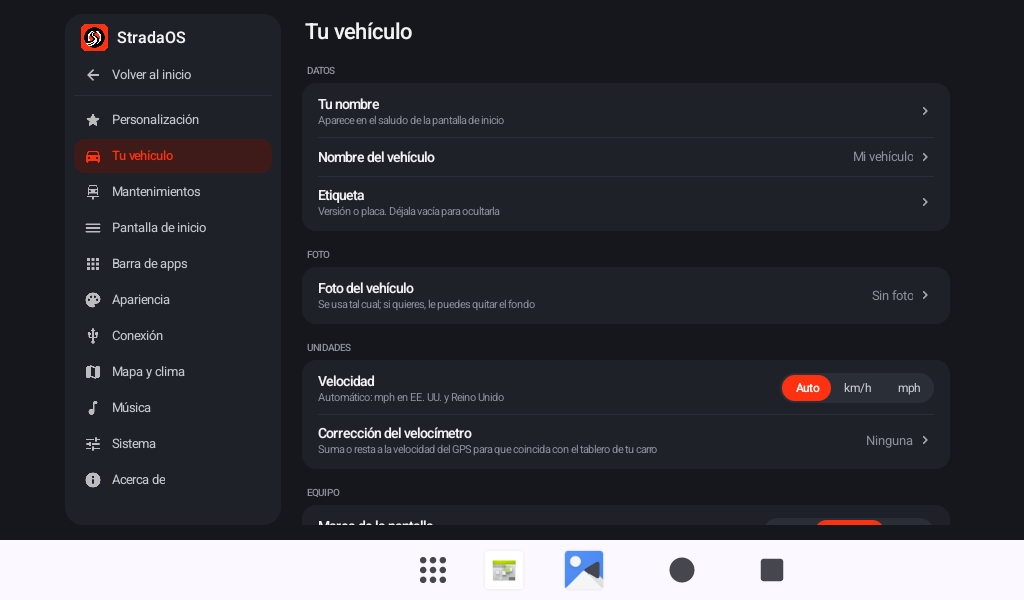 StradaOS
Volver al inicio
Personalización
Tu vehículo
Mantenimientos
Pantalla de inicio
Barra de apps
Apariencia
Conexión
Mapa y clima
Música
Sistema
Acerca de
Tu vehículo
DATOS
Tu nombre
Aparece en el saludo de la pantalla de inicio
Nombre del vehículo
Mi vehículo
Etiqueta
Versión o placa. Déjala vacía para ocultarla
FOTO
Foto del vehículo
Se usa tal cual; si quieres, le puedes quitar el fondo
Sin foto
UNIDADES
Velocidad
Automático: mph en EE. UU. y Reino Unido
Auto km/h mph
Corrección del velocímetro
Suma o resta a la velocidad del GPS para que coincida con el tablero de tu carro
Ninguna
EQUIPO
Marca de la pantalla